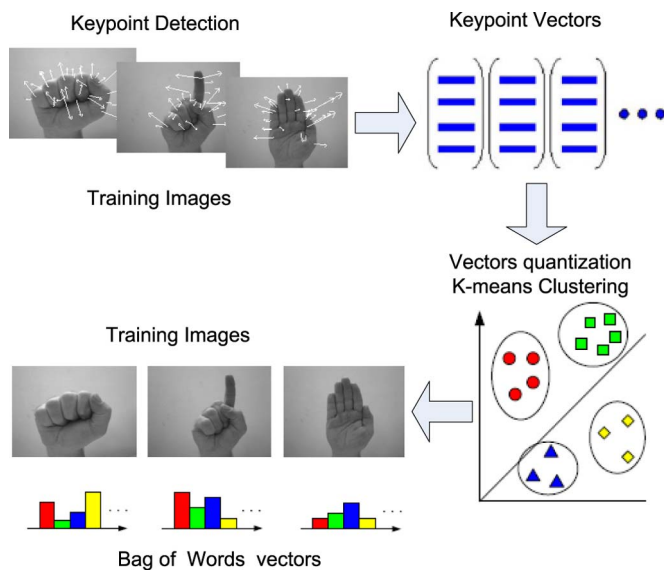 Keypoint Detection
Keypoint Vectors
Training Images
Vectors quantization
K-means Clustering
Training Images
Bag of Words vectors